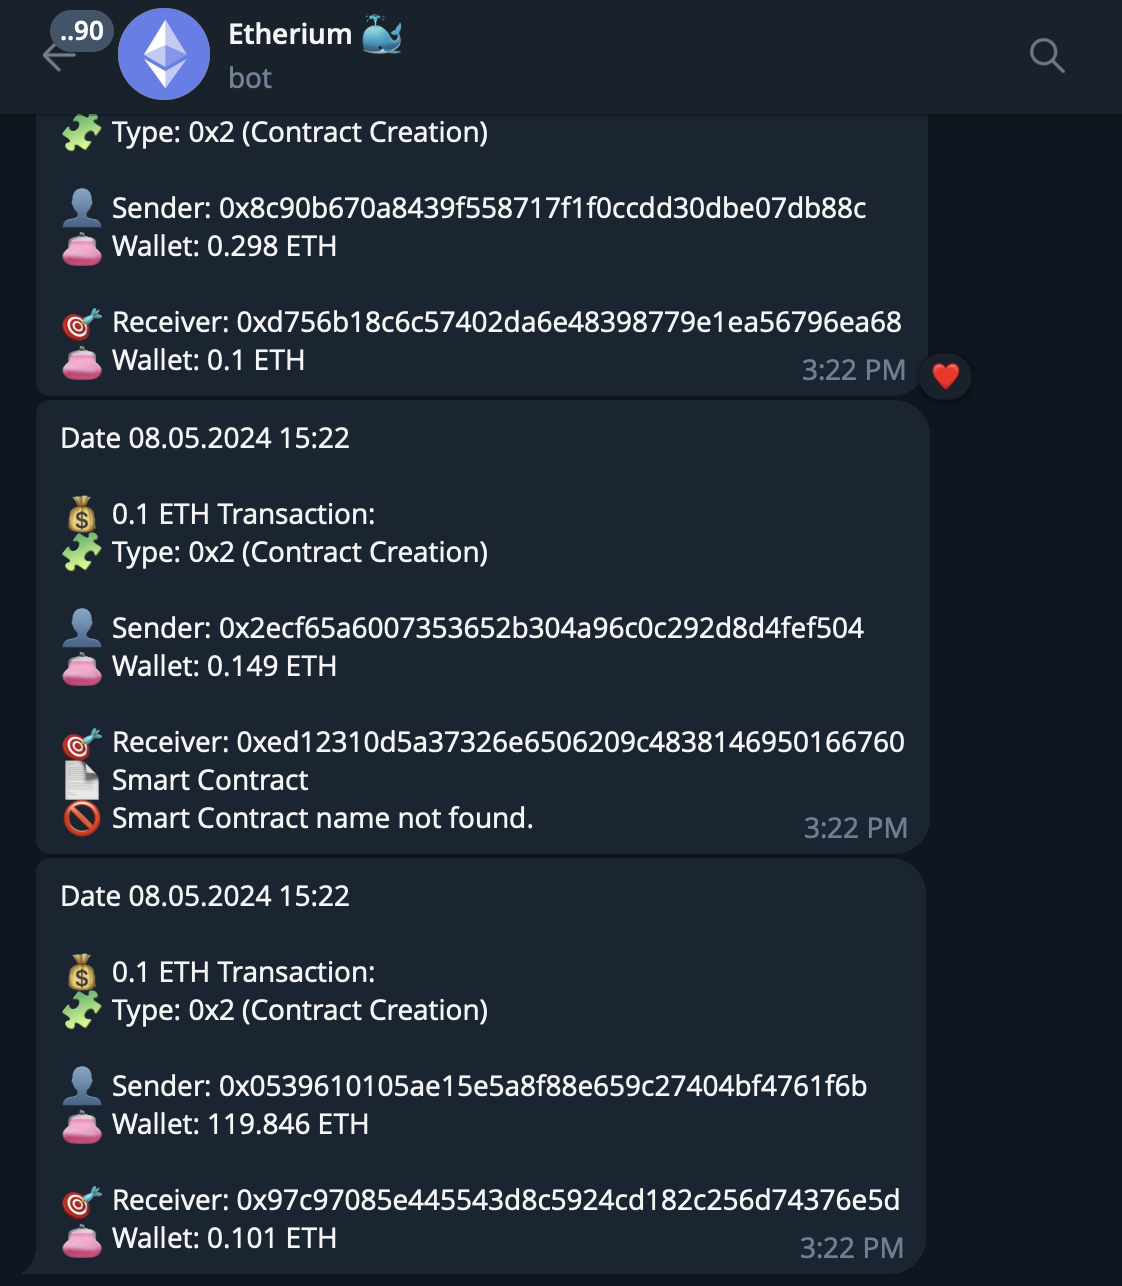 ..90
Etherium
bot
Type: 0x2 (Contract Creation)
Sender: 0x8c90b670a8439f558717f1f0ccdd30dbe07db88c
Wallet: 0.298 ETH
Receiver: 0xd756b18c6c57402da6e48398779e1ea56796ea68
Wallet: 0.1 ETH
3:22 PM
Date 08.05.2024 15:22
0.1 ETH Transaction:
Type: 0x2 (Contract Creation)
Sender: 0x2ecf65a6007353652b304a96c0c292d8d4fef504
Wallet: 0.149 ETH
Receiver: 0xed12310d5a37326e6506209c4838146950166760
Smart Contract
Smart Contract name not found.
3:22 PM
Date 08.05.2024 15:22
0.1 ETH Transaction:
Type: 0x2 (Contract Creation)
Sender: 0x0539610105ae15e5a8f88e659c27404bf4761f6b
Wallet: 119.846 ETH
Receiver: 0x97c97085e445543d8c5924cd182c256d74376e5d
Wallet: 0.101 ETH
3:22 PM